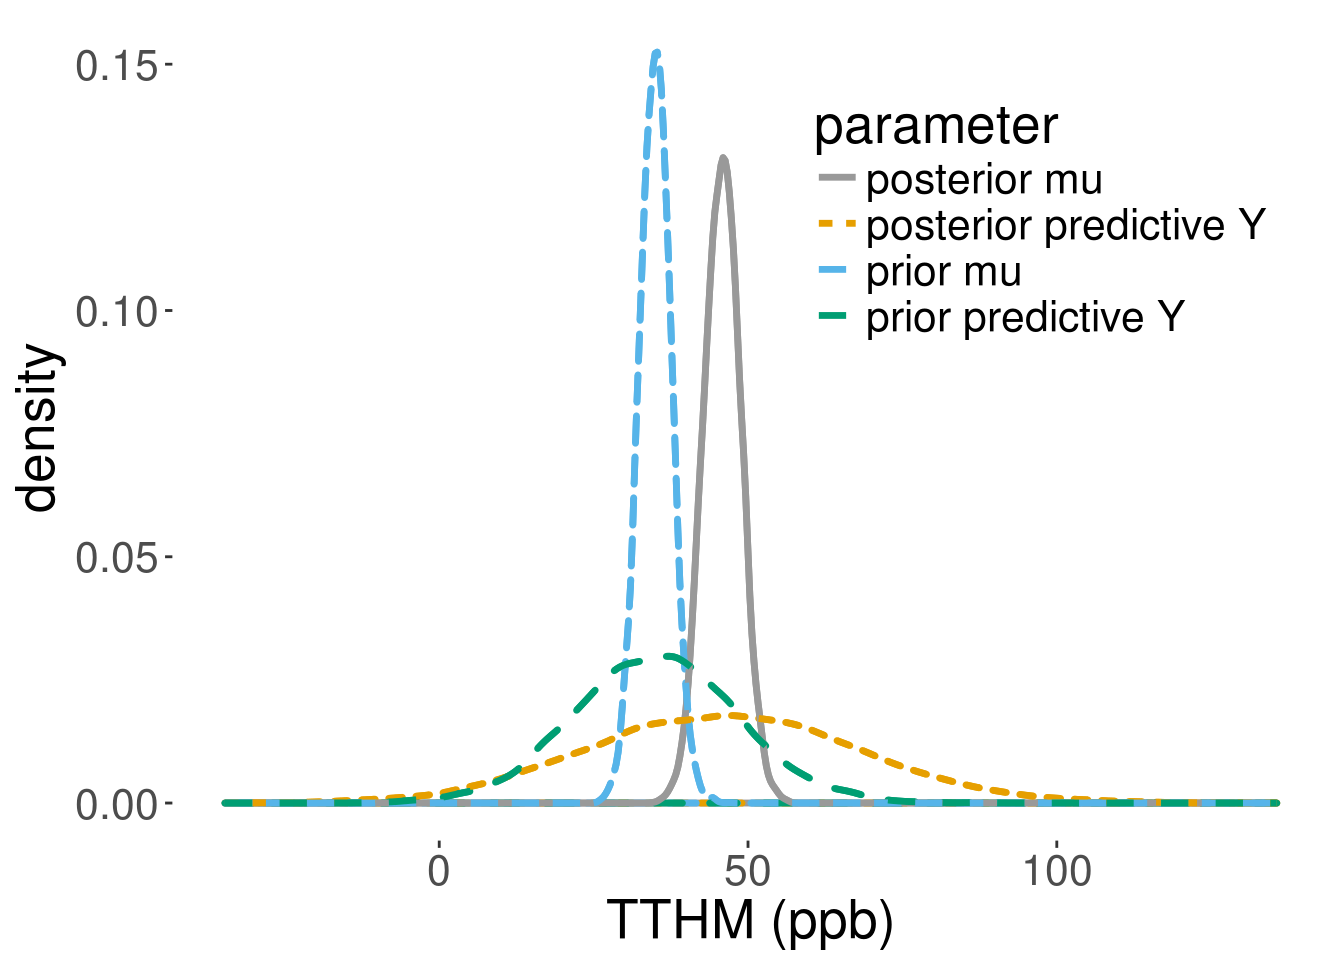 0.15
0.10
0.05
0.00
density
parameter
posterior mu
posterior predictive Y
prior mu
prior predictive Y
0
50
100
TTHM (ppb)